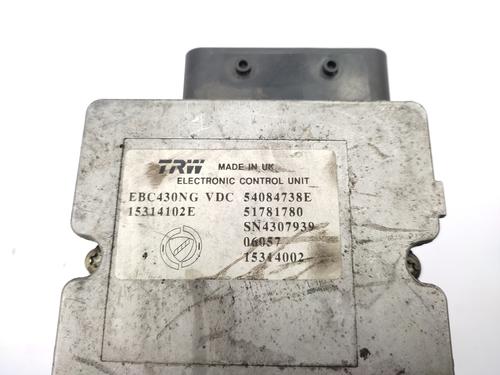 TRW MADE IN UK
ELECTRONIC CONTROL UNIT
EBC430NG VDC 54084738E
15314102E 51781780
SN4307939
06057
15314002